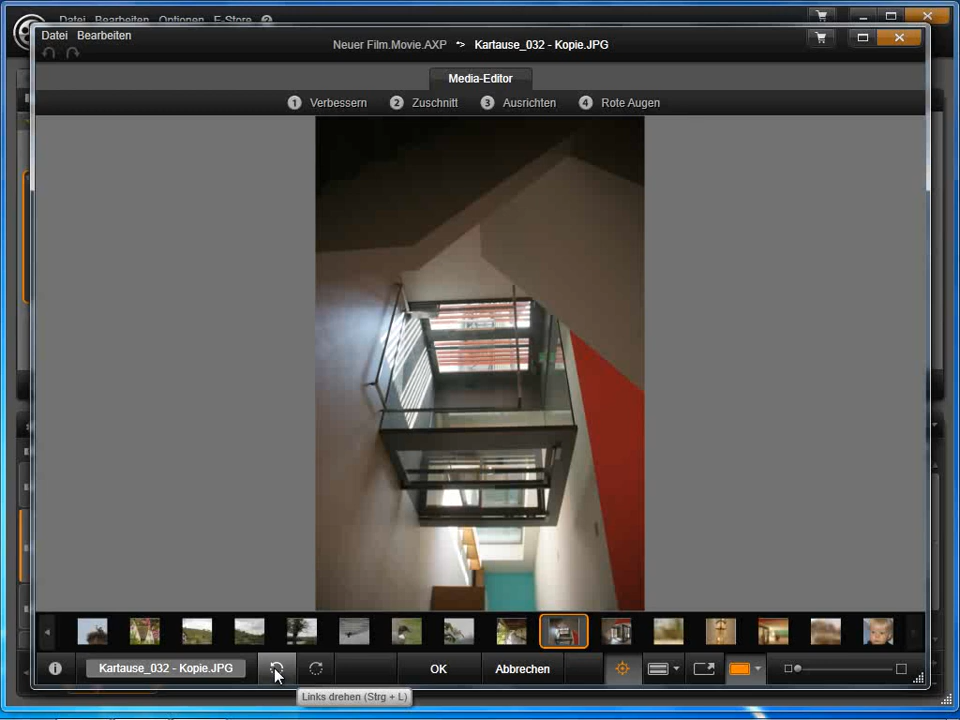 Datei Bearbeiten Optionen E-Store ?
Datei Bearbeiten
Neuer Film.Movie.AXP > Kartause_032 - Kopie.JPG
Media-Editor
1 Verbessern 2 Zuschnitt 3 Ausrichten 4 Rote Augen
Kartause_032 - Kopie.JPG OK Abbrechen
Links drehen (Strg + L)